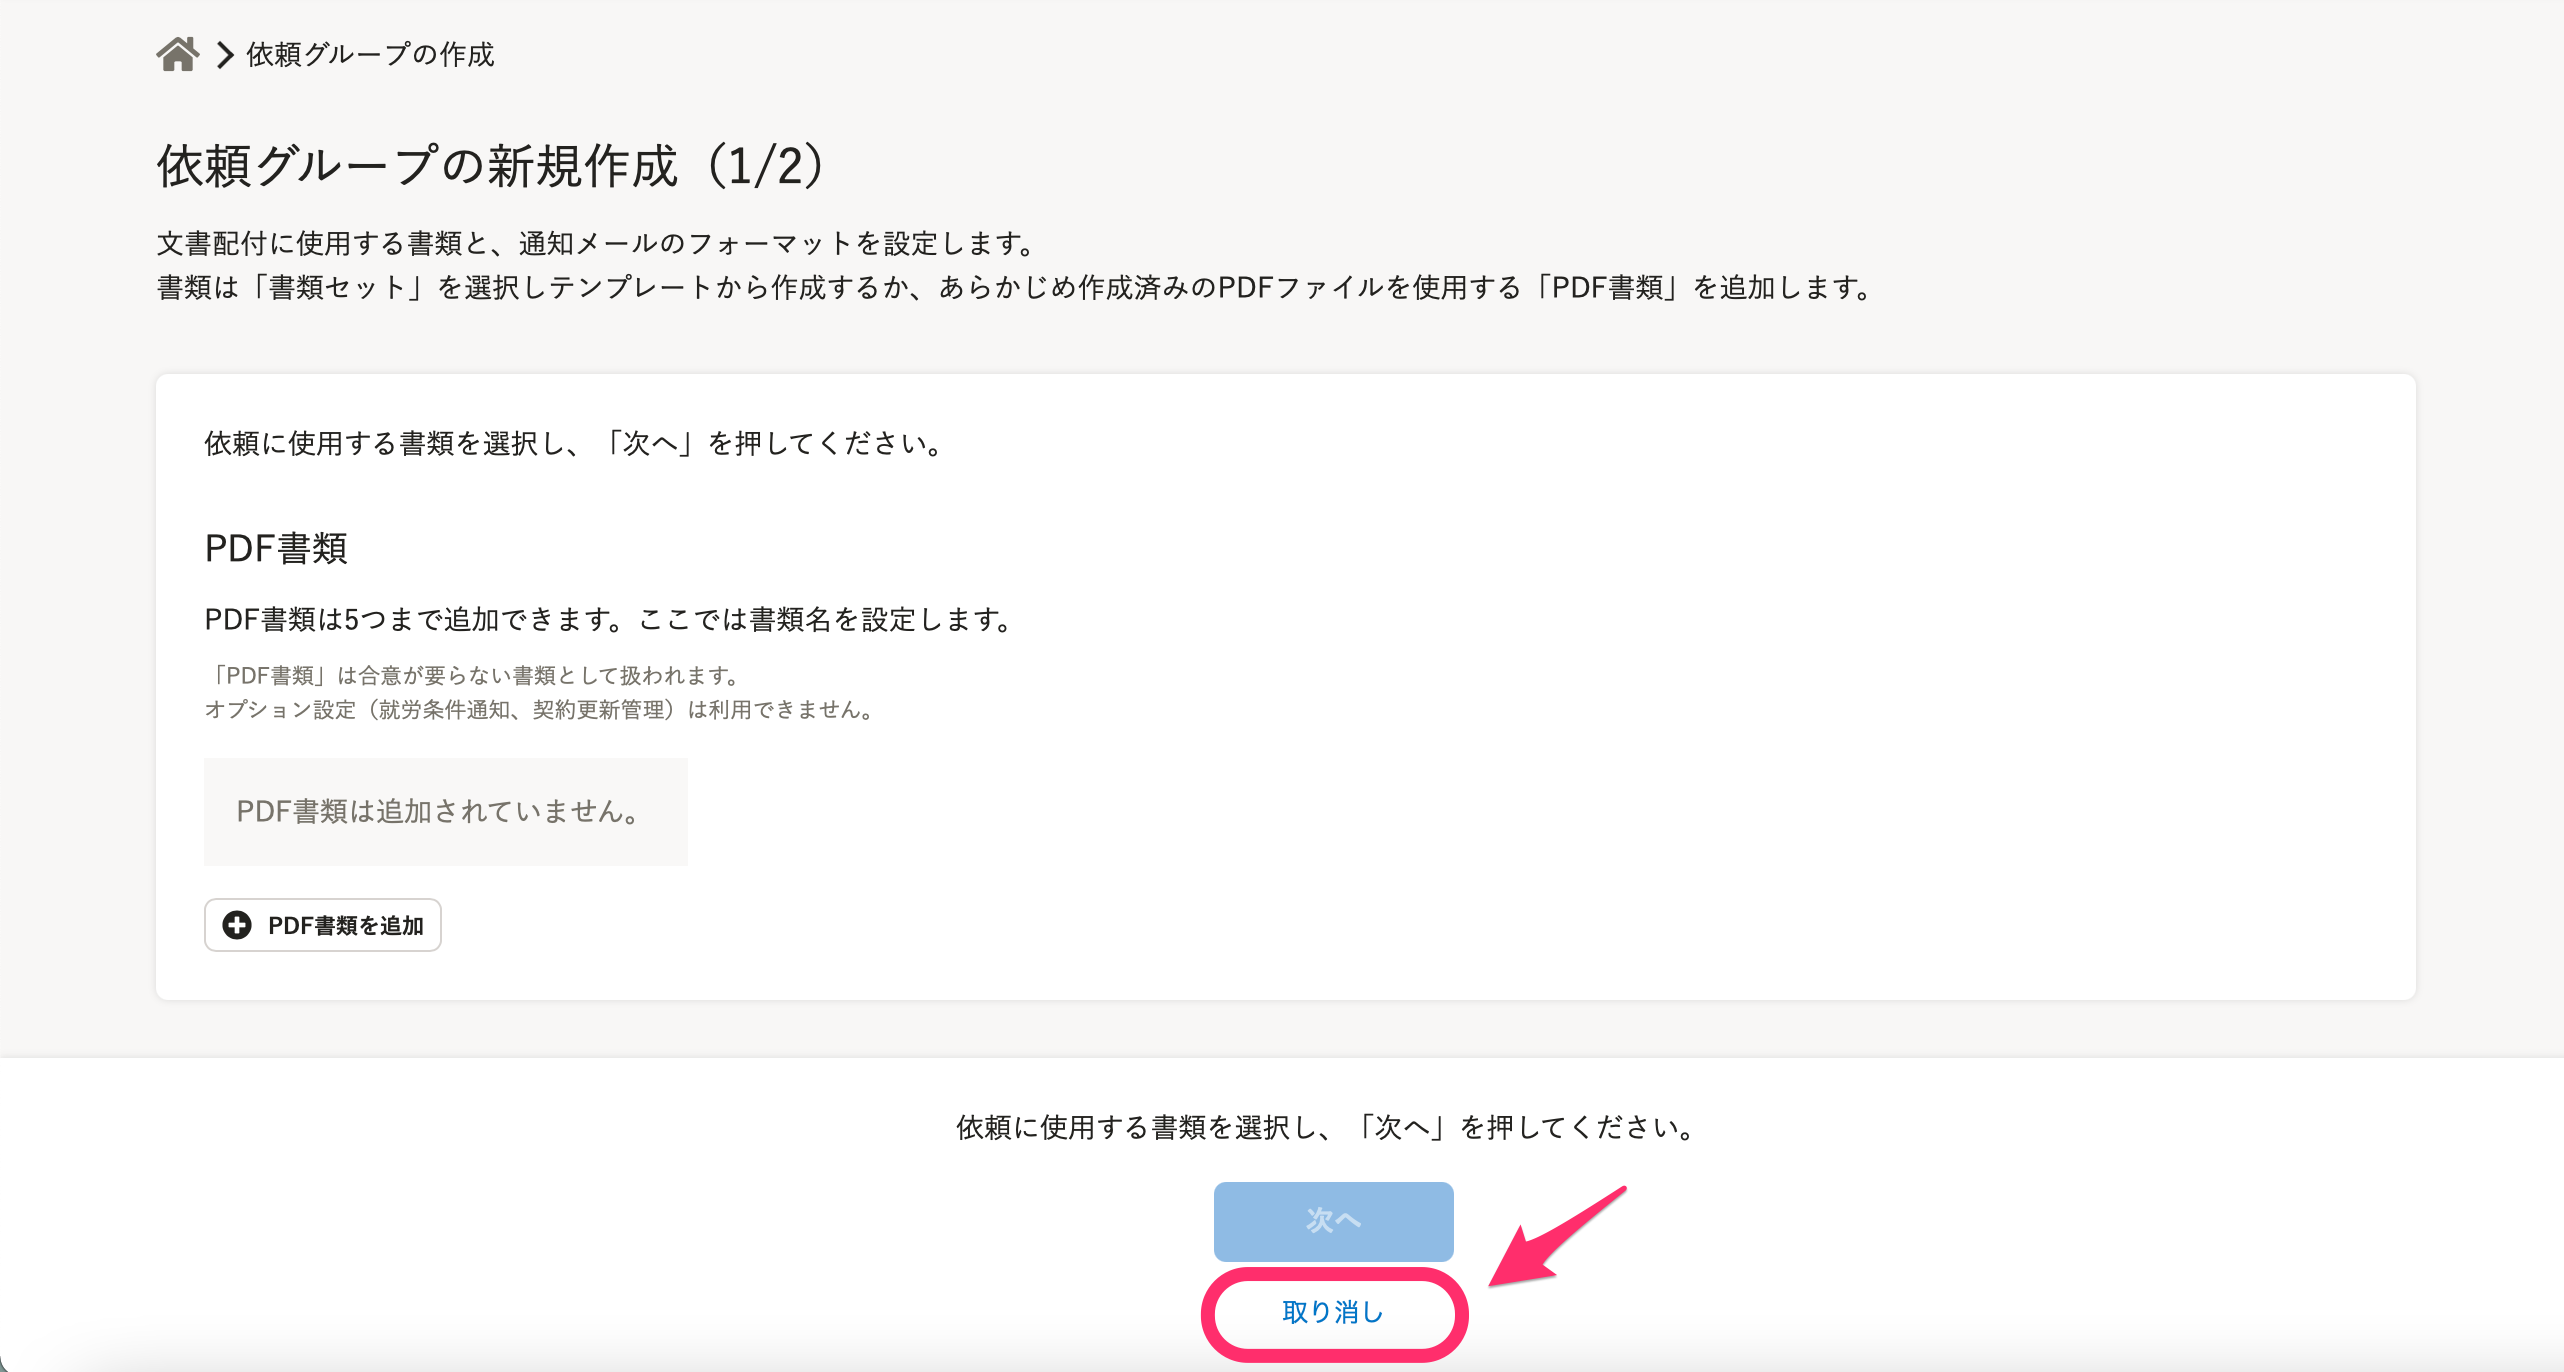 依頼グループの作成
依頼グループの新規作成（1/2）
文書配付に使用する書類と、通知メールのフォーマットを設定します。
書類は「書類セット」を選択しテンプレートから作成するか、あらかじめ作成済みのPDFファイルを使用する「PDF書類」を追加します。
依頼に使用する書類を選択し、「次へ」を押してください。
PDF書類
PDF書類は5つまで追加できます。ここでは書類名を設定します。
「PDF書類」は合意が要らない書類として扱われます。
オプション設定（就労条件通知、契約更新管理）は利用できません。
PDF書類は追加されていません。
PDF書類を追加
依頼に使用する書類を選択し、「次へ」を押してください。
次へ
取り消し